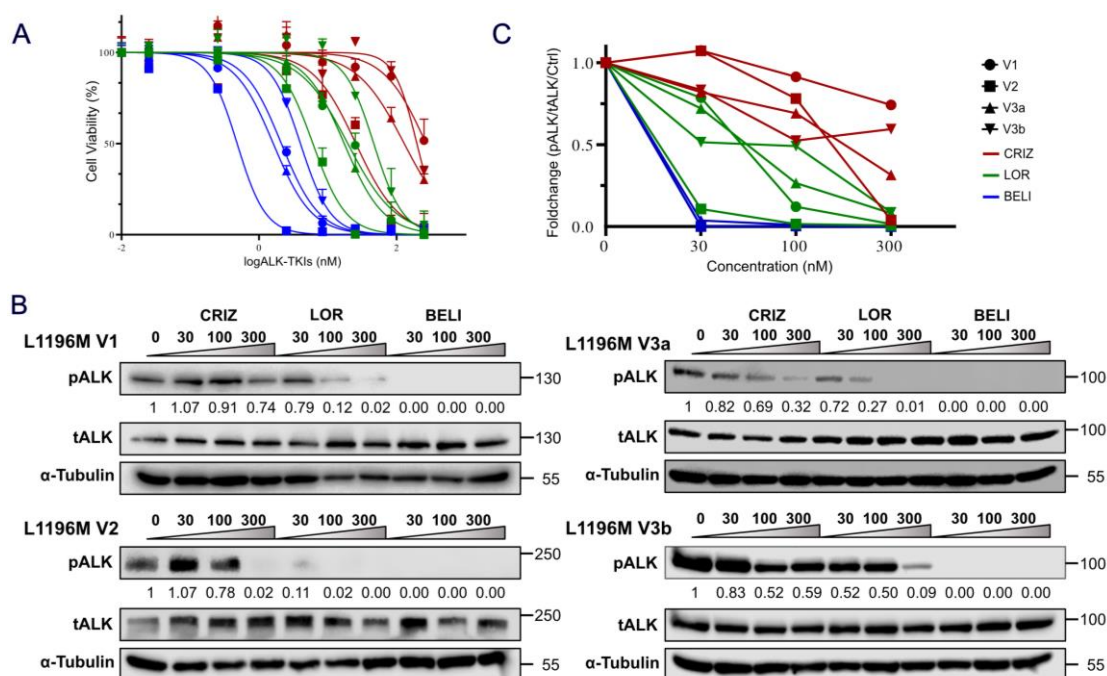 A
Cell Viability (%)
100
50
0
-2 0 2
logALK-TKIs (nM)
C
Foldchange (pALK/tALK/Ctrl)
1.0
0.75
0.5
0.25
0.0
0 30 100 300
Concentration (nM)
V1
V2
V3a
V3b
CRIZ
LOR
BELI
B
CRIZ LOR BELI
0 30 100 300 30 100 300 30 100 300
L1196M V1
pALK 130
1 1.07 0.91 0.74 0.79 0.12 0.02 0.00 0.00 0.00
tALK 130
α-Tubulin 55
0 30 100 300 30 100 300 30 100 300
L1196M V2
pALK 250
1 1.07 0.78 0.02 0.11 0.02 0.00 0.00 0.00 0.00
tALK 250
α-Tubulin 55
CRIZ LOR BELI
0 30 100 300 30 100 300 30 100 300
L1196M V3a
pALK 100
1 0.82 0.69 0.32 0.72 0.27 0.01 0.00 0.00 0.00
tALK 100
α-Tubulin 55
0 30 100 300 30 100 300 30 100 300
L1196M V3b
pALK 100
1 0.83 0.52 0.59 0.52 0.50 0.09 0.00 0.00 0.00
tALK 100
α-Tubulin 55